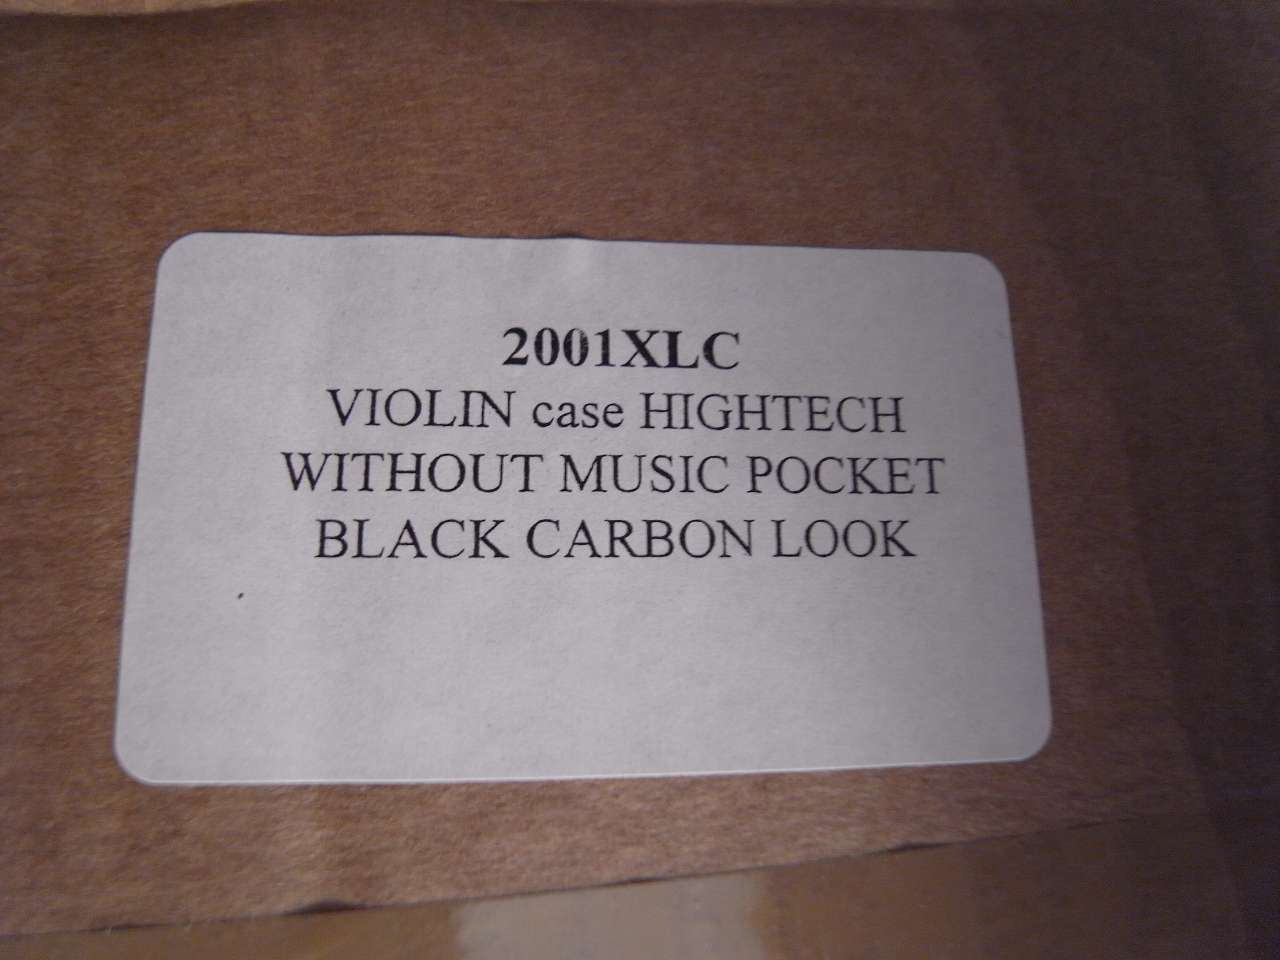 2001XLC
VIOLIN case HIGHTECH
WITHOUT MUSIC POCKET
BLACK CARBON LOOK